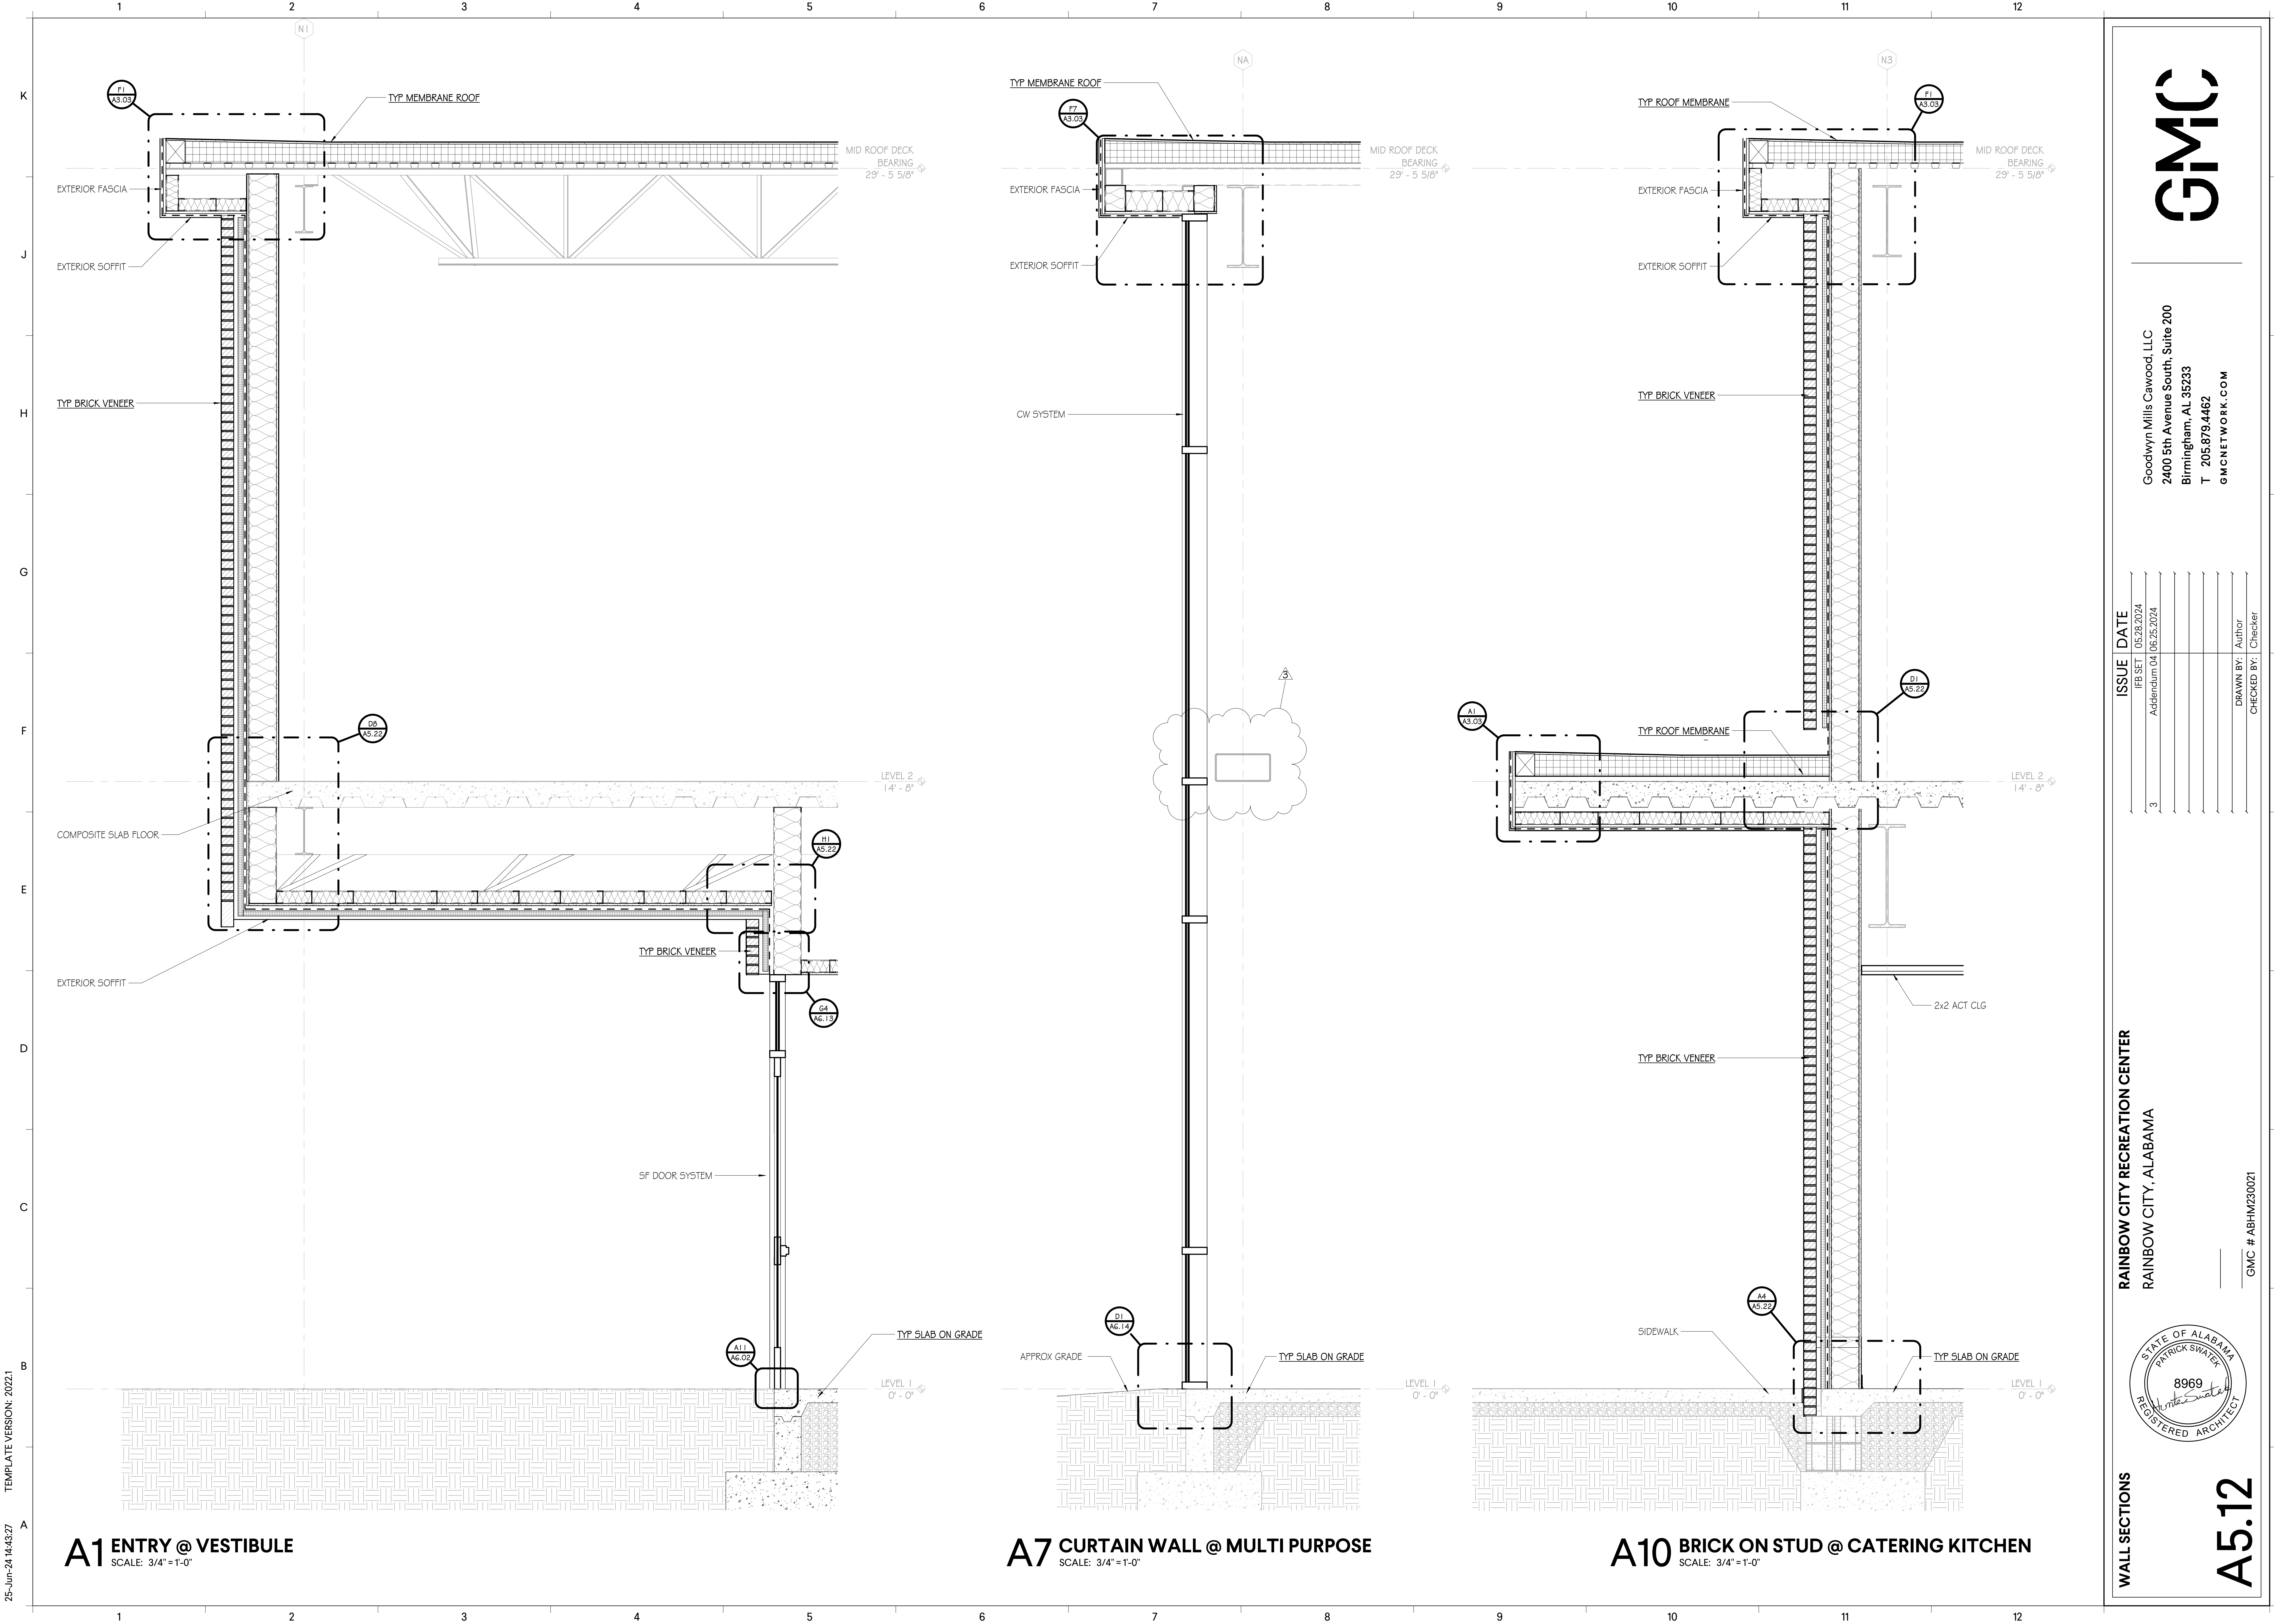 1 2 3 4 5 6 7 8 9 10 11 12
K
J
H
G
F
E
D
C
B
A
N1
F1
A3.03
TYP MEMBRANE ROOF
MID ROOF DECK
BEARING
29' - 5 5/8"
EXTERIOR FASCIA
EXTERIOR SOFFIT
TYP BRICK VENEER
D8
A5.22
LEVEL 2
14' - 8"
COMPOSITE SLAB FLOOR
H1
A5.22
TYP BRICK VENEER
EXTERIOR SOFFIT
G4
A6.13
SF DOOR SYSTEM
TYP SLAB ON GRADE
A11
A6.02
LEVEL 1
0' - 0"
A1 ENTRY @ VESTIBULE
SCALE: 3/4" = 1'-0"
NA
TYP MEMBRANE ROOF
F7
A3.03
MID ROOF DECK
BEARING
29' - 5 5/8"
EXTERIOR FASCIA
EXTERIOR SOFFIT
CW SYSTEM
3
D1
A6.14
APPROX GRADE
TYP SLAB ON GRADE
LEVEL 1
0' - 0"
A7 CURTAIN WALL @ MULTI PURPOSE
SCALE: 3/4" = 1'-0"
N3
TYP ROOF MEMBRANE
F1
A3.03
MID ROOF DECK
BEARING
29' - 5 5/8"
EXTERIOR FASCIA
EXTERIOR SOFFIT
TYP BRICK VENEER
D1
A5.22
A1
A3.03
TYP ROOF MEMBRANE
LEVEL 2
14' - 8"
2x2 ACT CLG
TYP BRICK VENEER
A4
A5.22
SIDEWALK
TYP SLAB ON GRADE
LEVEL 1
0' - 0"
A10 BRICK ON STUD @ CATERING KITCHEN
SCALE: 3/4" = 1'-0"
1 2 3 4 5 6 7 8 9 10 11 12
25-Jun-24 14:43:27 TEMPLATE VERSION: 2022.1
GMC
Goodwyn Mills Cawood, LLC
2400 5th Avenue South, Suite 200
Birmingham, AL 35233
T 205.879.4462
GMCNETWORK.COM
ISSUE DATE
IFB SET 05.28.2024
3 Addendum 04 06.25.2024
DRAWN BY: Author
CHECKED BY: Checker
RAINBOW CITY RECREATION CENTER
RAINBOW CITY, ALABAMA
GMC # ABHM230021
STATE OF ALABAMA
PATRICK SWATEK
8969
REGISTERED ARCHITECT
WALL SECTIONS
A5.12